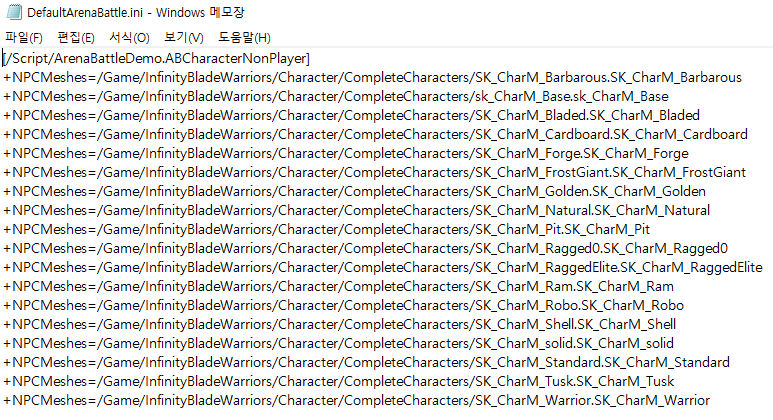 DefaultArenaBattle.ini - Windows 메모장
파일(F) 편집(E) 서식(O) 보기(V) 도움말(H)
[/Script/ArenaBattleDemo.ABCharacterNonPlayer]
+NPCMeshes=/Game/InfinityBladeWarriors/Character/CompleteCharacters/SK_CharM_Barbarous.SK_CharM_Barbarous
+NPCMeshes=/Game/InfinityBladeWarriors/Character/CompleteCharacters/sk_CharM_Base.sk_CharM_Base
+NPCMeshes=/Game/InfinityBladeWarriors/Character/CompleteCharacters/SK_CharM_Bladed.SK_CharM_Bladed
+NPCMeshes=/Game/InfinityBladeWarriors/Character/CompleteCharacters/SK_CharM_Cardboard.SK_CharM_Cardboard
+NPCMeshes=/Game/InfinityBladeWarriors/Character/CompleteCharacters/SK_CharM_Forge.SK_CharM_Forge
+NPCMeshes=/Game/InfinityBladeWarriors/Character/CompleteCharacters/SK_CharM_FrostGiant.SK_CharM_FrostGiant
+NPCMeshes=/Game/InfinityBladeWarriors/Character/CompleteCharacters/SK_CharM_Golden.SK_CharM_Golden
+NPCMeshes=/Game/InfinityBladeWarriors/Character/CompleteCharacters/SK_CharM_Natural.SK_CharM_Natural
+NPCMeshes=/Game/InfinityBladeWarriors/Character/CompleteCharacters/SK_CharM_Pit.SK_CharM_Pit
+NPCMeshes=/Game/InfinityBladeWarriors/Character/CompleteCharacters/SK_CharM_Ragged0.SK_CharM_Ragged0
+NPCMeshes=/Game/InfinityBladeWarriors/Character/CompleteCharacters/SK_CharM_RaggedElite.SK_CharM_RaggedElite
+NPCMeshes=/Game/InfinityBladeWarriors/Character/CompleteCharacters/SK_CharM_Ram.SK_CharM_Ram
+NPCMeshes=/Game/InfinityBladeWarriors/Character/CompleteCharacters/SK_CharM_Robo.SK_CharM_Robo
+NPCMeshes=/Game/InfinityBladeWarriors/Character/CompleteCharacters/SK_CharM_Shell.SK_CharM_Shell
+NPCMeshes=/Game/InfinityBladeWarriors/Character/CompleteCharacters/SK_CharM_solid.SK_CharM_solid
+NPCMeshes=/Game/InfinityBladeWarriors/Character/CompleteCharacters/SK_CharM_Standard.SK_CharM_Standard
+NPCMeshes=/Game/InfinityBladeWarriors/Character/CompleteCharacters/SK_CharM_Tusk.SK_CharM_Tusk
+NPCMeshes=/Game/InfinityBladeWarriors/Character/CompleteCharacters/SK_CharM_Warrior.SK_CharM_Warrior